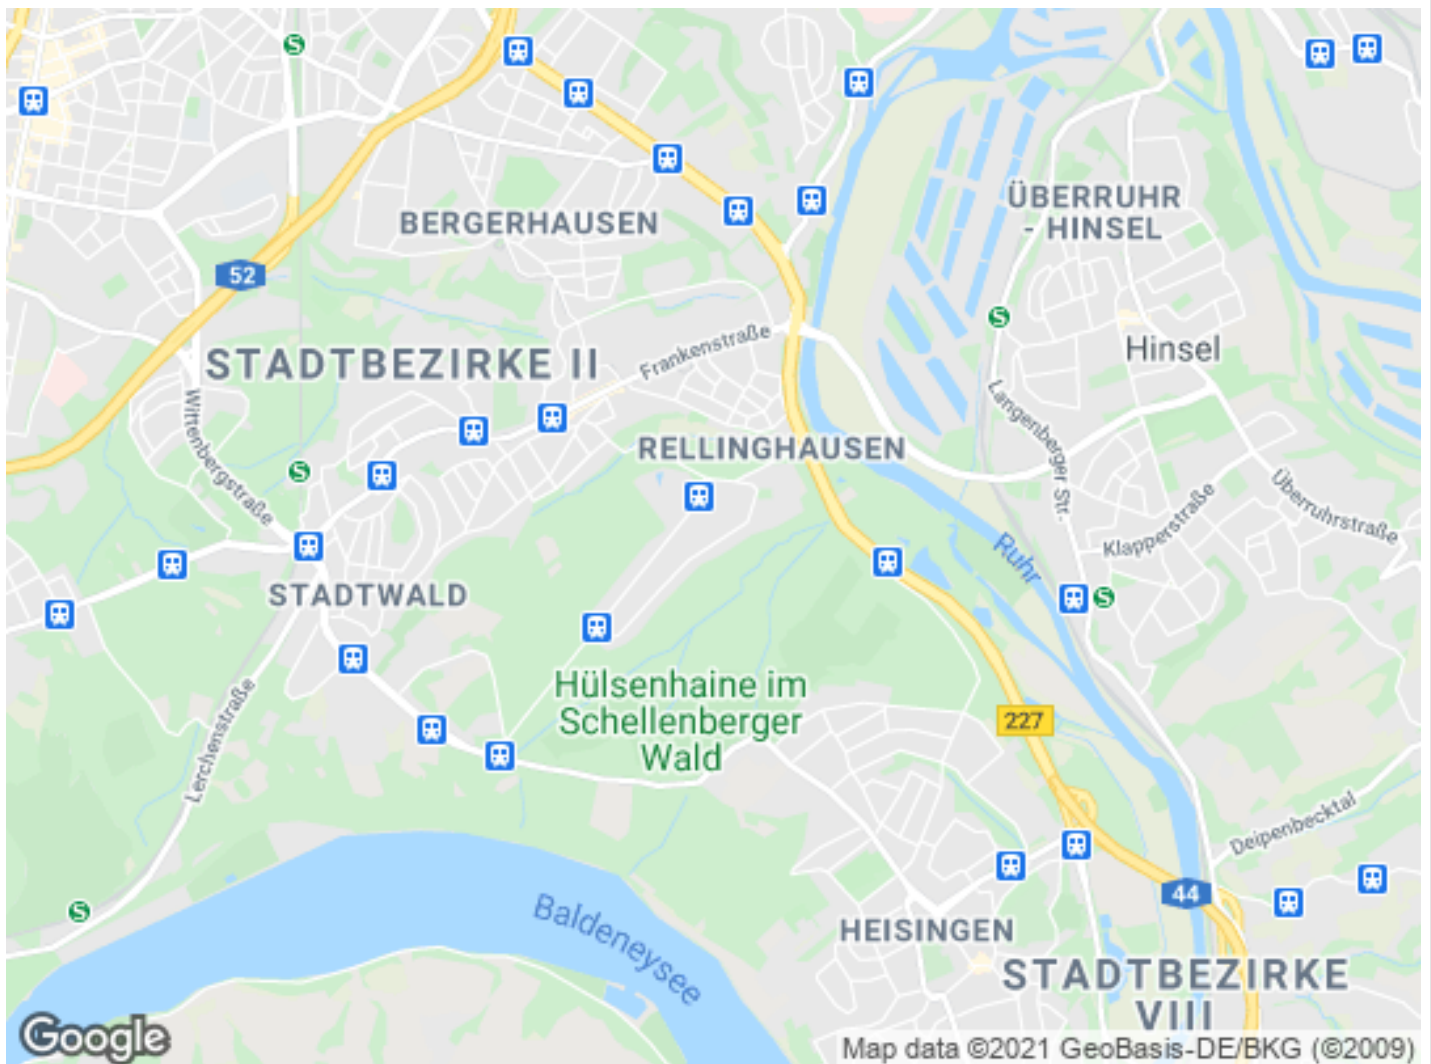 S
BERGERHAUSEN
ÜBERRUHR
- HINSEL
52
S
Hinsel
STADTBEZIRKE II
Frankenstraße
Wittenbergstraße
Langenberger Str.
RELLINGHAUSEN
S
Überruhrstraße
Klapperstraße
Ruhr
STADTWALD
S
Hülsenhaine im
Schellenberger
Wald
Lerchenstraße
227
Deipenbecktal
44
S
Baldeneysee
HEISINGEN
STADTBEZIRKE
VIII
Google
Map data ©2021 GeoBasis-DE/BKG (©2009)